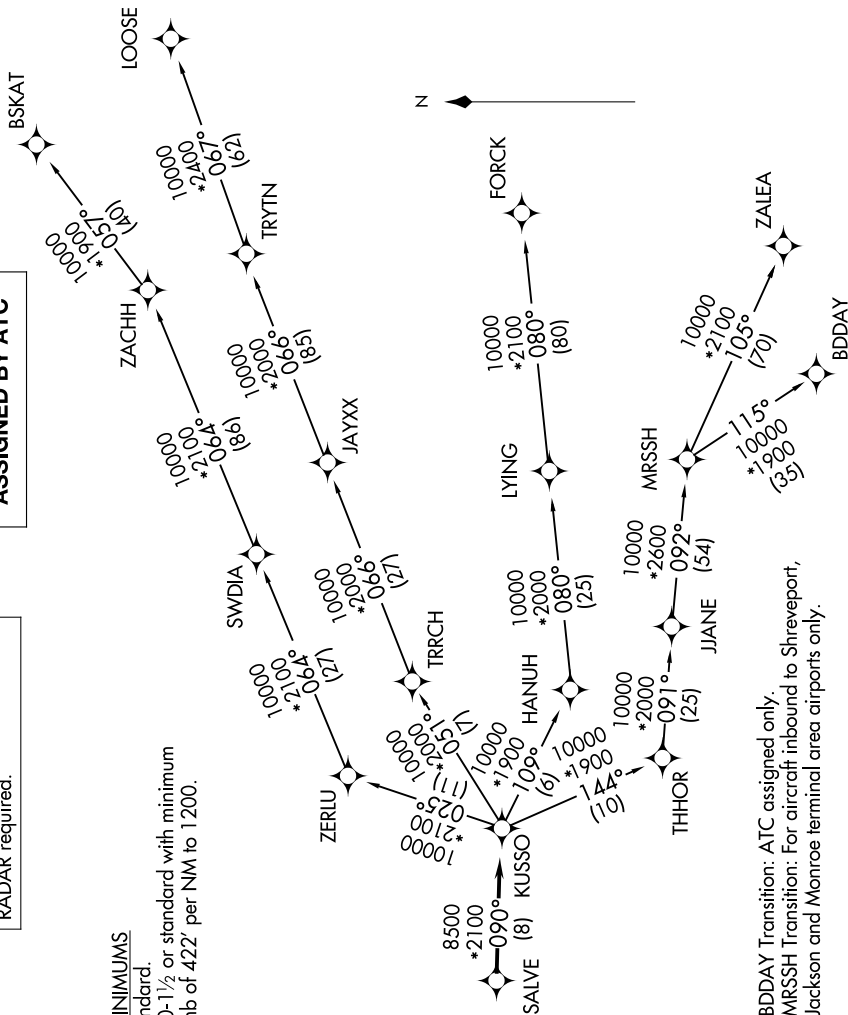 ASSIGNED BY ATC
RADAR required.
INIMUMS
ndard.
0-1½ or standard with minimum
mb of 422' per NM to 1200.
BSKAT
LOOSE
10000
*1900
057°
(40)
10000
*2400
067°
(62)
ZACHH
TRYTN
N
10000
*2100
064°
(86)
10000
*2000
066°
(85)
FORCK
SWDIA
JAYXX
10000
*2100
080°
(80)
ZALEA
10000
*2100
064°
(27)
10000
*2000
066°
(27)
LYING
10000
*2100
105°
(70)
BDDAY
ZERLU
TRRCH
10000
*2000
080°
(25)
MRSSH
115°
10000
*1900
(35)
10000
*2100
025°
(11)
10000
*2000
051°
(7)
HANUH
10000
*2600
092°
(54)
10000
*1900
109°
(6)
JJANE
10000
*1900
144°
(10)
10000
*2000
091°
(25)
KUSSO
THHOR
8500
*2100
090°
(8)
SALVE
BDDAY Transition: ATC assigned only.
MRSSH Transition: For aircraft inbound to Shreveport,
Jackson and Monroe terminal area airports only.